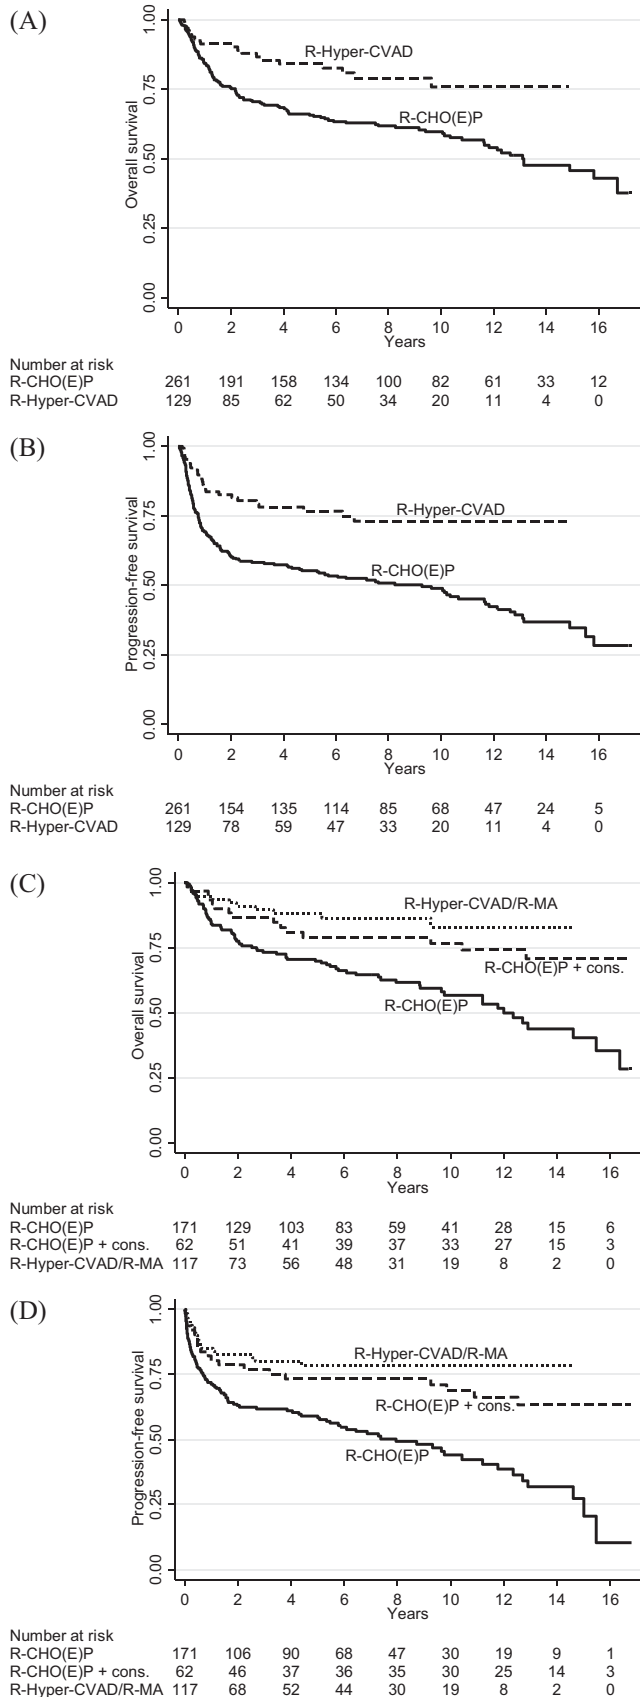 (A)
1.00
R-Hyper-CVAD
0.75
R-CHO(E)P
Overall survival
0.50
0.25
0.00
0 2 4 6 8 10 12 14 16
Years
Number at risk
R-CHO(E)P 261 191 158 134 100 82 61 33 12
R-Hyper-CVAD 129 85 62 50 34 20 11 4 0
(B)
1.00
R-Hyper-CVAD
0.75
R-CHO(E)P
Progression-free survival
0.50
0.25
0.00
0 2 4 6 8 10 12 14 16
Years
Number at risk
R-CHO(E)P 261 154 135 114 85 68 47 24 5
R-Hyper-CVAD 129 78 59 47 33 20 11 4 0
(C)
1.00
R-Hyper-CVAD/R-MA
0.75
R-CHO(E)P + cons.
R-CHO(E)P
Overall survival
0.50
0.25
0.00
0 2 4 6 8 10 12 14 16
Years
Number at risk
R-CHO(E)P 171 129 103 83 59 41 28 15 6
R-CHO(E)P + cons. 62 51 41 39 37 33 27 15 3
R-Hyper-CVAD/R-MA 117 73 56 48 31 19 8 2 0
(D)
1.00
R-Hyper-CVAD/R-MA
0.75
R-CHO(E)P + cons.
R-CHO(E)P
Progression-free survival
0.50
0.25
0.00
0 2 4 6 8 10 12 14 16
Years
Number at risk
R-CHO(E)P 171 106 90 68 47 30 19 9 1
R-CHO(E)P + cons. 62 46 37 36 35 30 25 14 3
R-Hyper-CVAD/R-MA 117 68 52 44 30 19 8 2 0